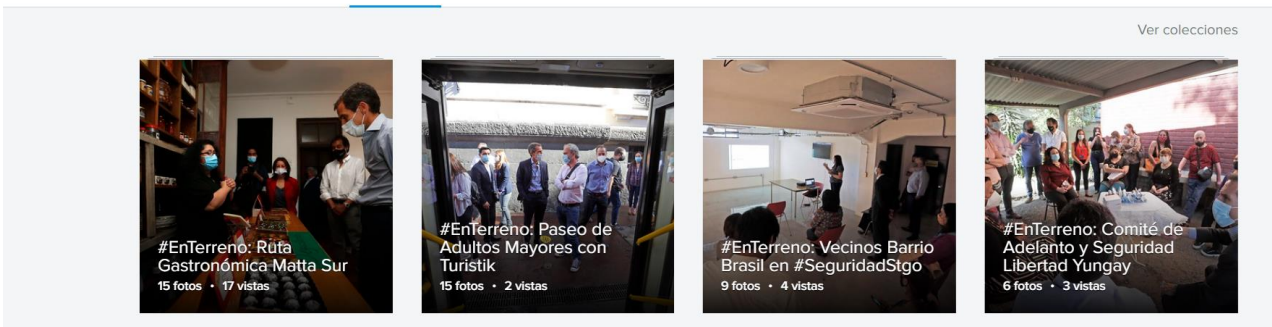 Ver colecciones
#EnTerreno: Ruta
Gastronómica Matta Sur
15 fotos • 17 vistas
#EnTerreno: Paseo de
Adultos Mayores con
Turistik
15 fotos • 2 vistas
#EnTerreno: Vecinos Barrio
Brasil en #SeguridadStgo
9 fotos • 4 vistas
#EnTerreno: Comité de
Adelanto y Seguridad
Libertad Yungay
6 fotos • 3 vistas